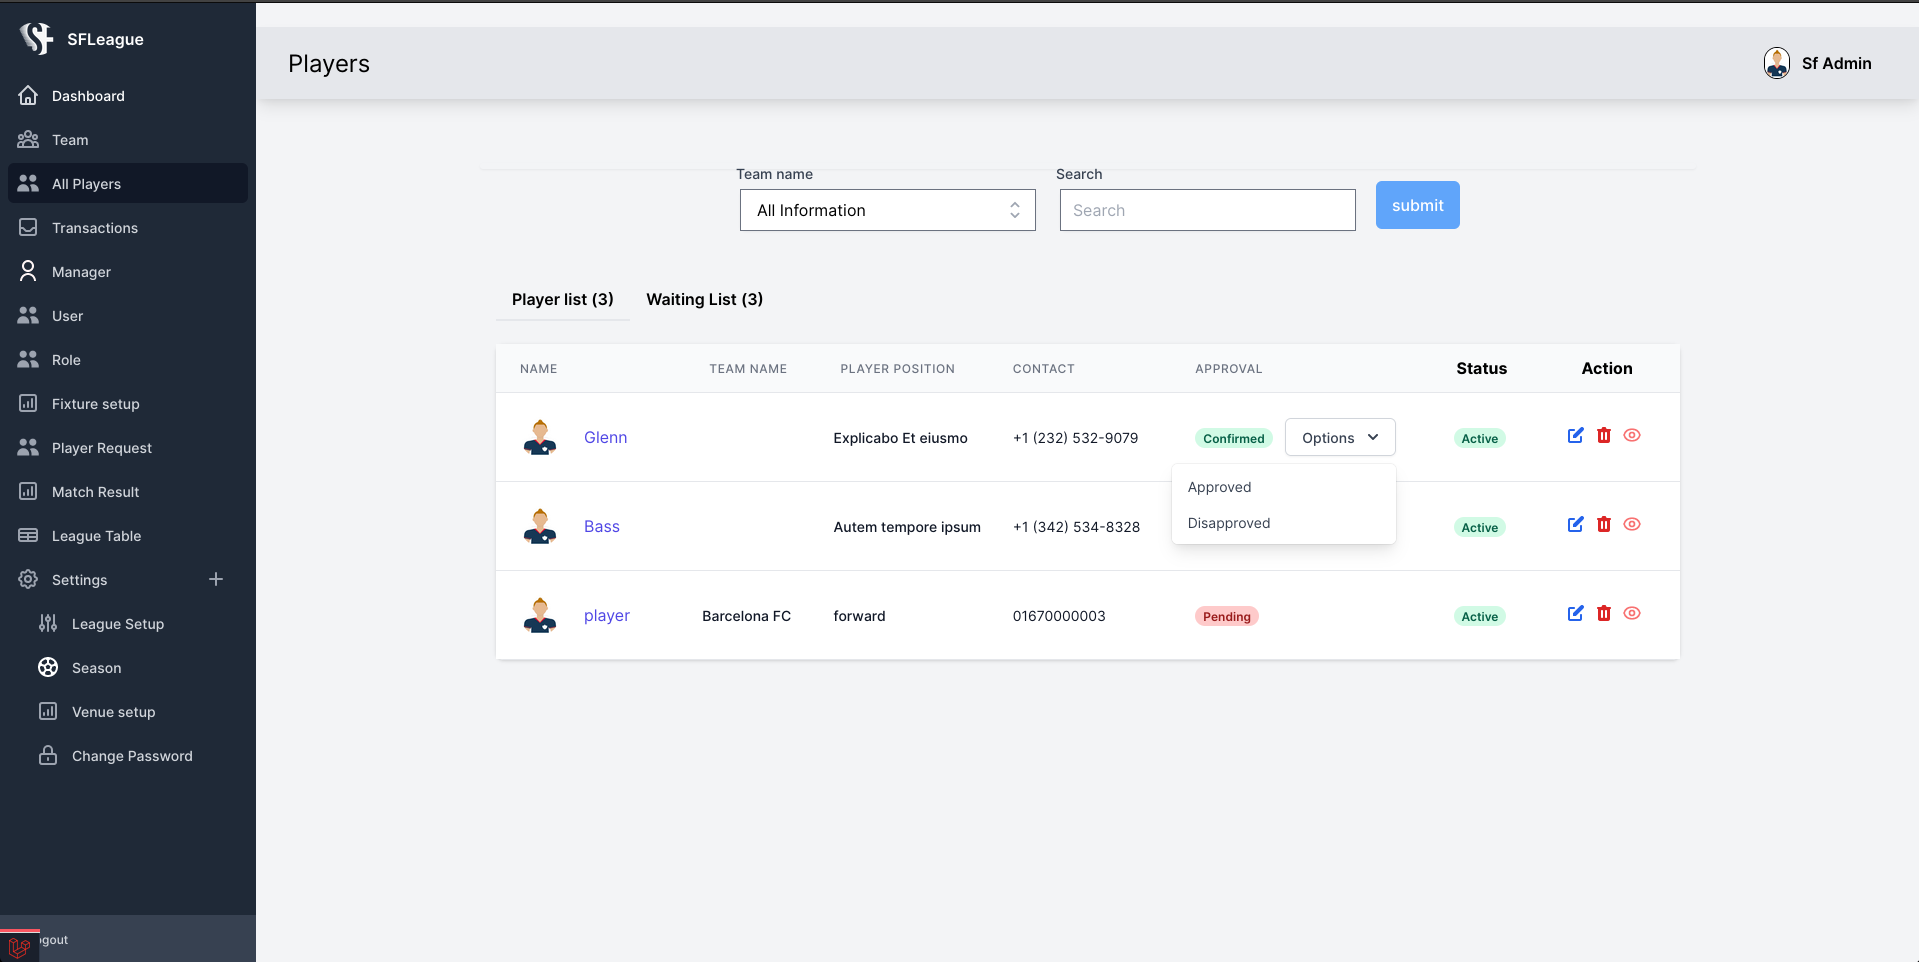 SFLeague
Dashboard
Team
All Players
Transactions
Manager
User
Role
Fixture setup
Player Request
Match Result
League Table
Settings
League Setup
Season
Venue setup
Change Password
ogout
Players
Sf Admin
Team name
Search
All Information
Search
submit
Player list (3) Waiting List (3)
NAME TEAM NAME PLAYER POSITION CONTACT APPROVAL Status Action
Glenn Explicabo Et eiusmo +1 (232) 532-9079 Confirmed Options Active
Approved
Disapproved
Bass Autem tempore ipsum +1 (342) 534-8328 Active
player Barcelona FC forward 01670000003 Pending Active